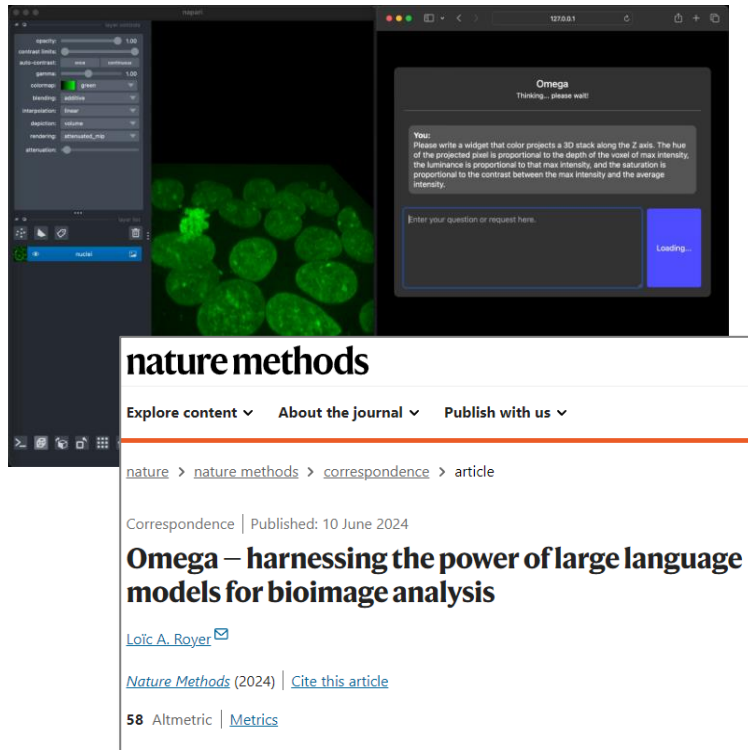 napari
layer controls
opacity: 1.00
contrast limits:
auto-contrast: once continuous
gamma: 1.00
colormap: green
blending: additive
interpolation: linear
depiction: volume
rendering: attenuated_mip
attenuation:
layer list
nuclei
127.0.0.1
Omega
Thinking... please wait!
You:
Please write a widget that color projects a 3D stack along the Z axis. The hue
of the projected pixel is proportional to the depth of the voxel of max intensity,
the luminance is proportional to that max intensity, and the saturation is
proportional to the contrast between the max intensity and the average
intensity.
Enter your question or request here.
Loading...
nature methods
Explore content About the journal Publish with us
nature > nature methods > correspondence > article
Correspondence | Published: 10 June 2024
Omega — harnessing the power of large language
models for bioimage analysis
Loïc A. Royer
Nature Methods (2024) | Cite this article
58 Altmetric | Metrics